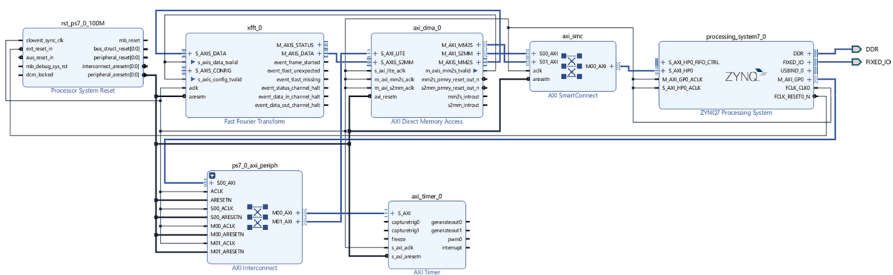 rst_ps7_0_100M
slowest_sync_clk
ext_reset_in
aux_reset_in
mb_debug_sys_rst
dcm_locked
mb_reset
bus_struct_reset[0:0]
peripheral_reset[0:0]
interconnect_aresetn[0:0]
peripheral_aresetn[0:0]
Processor System Reset
xfft_0
S_AXIS_DATA
s_axis_data_tvalid
S_AXIS_CONFIG
s_axis_config_tvalid
aclk
aresetn
M_AXIS_STATUS
M_AXIS_DATA
event_frame_started
event_tlast_unexpected
event_tlast_missing
event_status_channel_halt
event_data_in_channel_halt
event_data_out_channel_halt
Fast Fourier Transform
axi_dma_0
S_AXI_LITE
S_AXIS_S2MM
s_axi_lite_aclk
m_axi_mm2s_aclk
m_axi_s2mm_aclk
axi_resetn
M_AXI_MM2S
M_AXI_S2MM
M_AXIS_MM2S
m_axis_mm2s_tvalid
mm2s_prmry_reset_out_n
s2mm_prmry_reset_out_n
mm2s_introut
s2mm_introut
AXI Direct Memory Access
axi_smc
S00_AXI
S01_AXI
aclk
aresetn
M00_AXI
AXI SmartConnect
processing_system7_0
S_AXI_HP0_FIFO_CTRL
S_AXI_HP0
M_AXI_GP0_ACLK
S_AXI_HP0_ACLK
ZYNQ
DDR
FIXED_IO
USBIND_0
M_AXI_GP0
FCLK_CLK0
FCLK_RESET0_N
ZYNQ7 Processing System
DDR
FIXED_IO
ps7_0_axi_periph
S00_AXI
ACLK
ARESETN
S00_ACLK
S00_ARESETN
M00_ACLK
M00_ARESETN
M01_ACLK
M01_ARESETN
M00_AXI
M01_AXI
AXI Interconnect
axi_timer_0
S_AXI
capturetrig0
capturetrig1
freeze
s_axi_aclk
s_axi_aresetn
generateout0
generateout1
pwm0
interrupt
AXI Timer